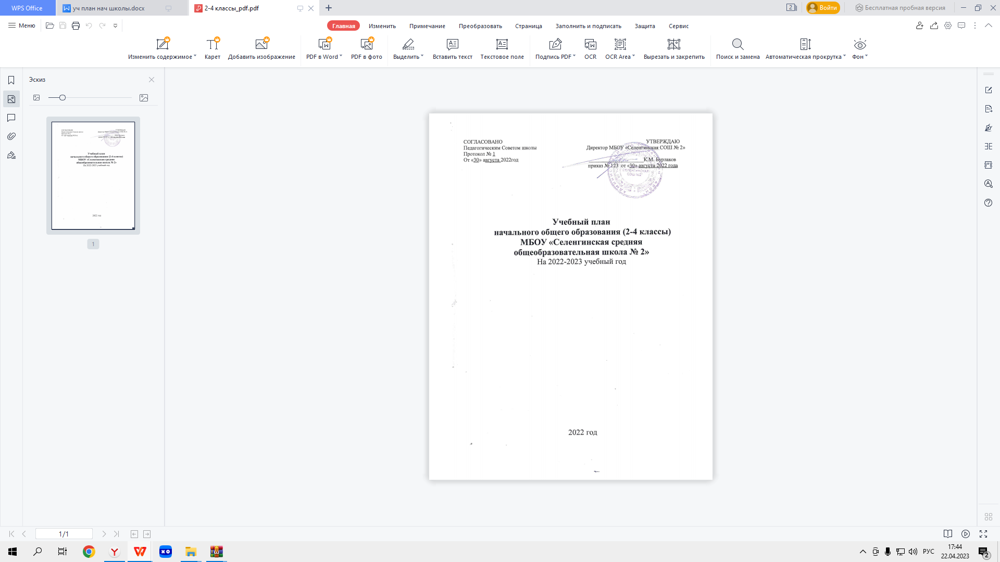 WPS Office
уч план нач школы.docx
2-4 классы_pdf.pdf
2
Войти
Бесплатная пробная версия
Меню
Главная
Изменить
Примечание
Преобразовать
Страница
Заполнить и подписать
Защита
Сервис
Изменить содержимое
Карет
Добавить изображение
PDF в Word
PDF в фото
Выделить
Вставить текст
Текстовое поле
Подпись PDF
OCR
OCR Area
Вырезать и закрепить
Поиск и замена
Автоматическая прокрутка
Фон
Эскиз
1
СОГЛАСОВАНО
Педагогическим Советом школы
Протокол № 1
От «30» августа 2022год
УТВЕРЖДАЮ
Директор МБОУ «Селенгинская СОШ № 2»
К.М. Бурлаков
приказ № 123 от «30» августа 2022 года
СЕЛЕНГИНСКАЯ
СОШ №2
Учебный план
начального общего образования (2-4 классы)
МБОУ «Селенгинская средняя
общеобразовательная школа № 2»
На 2022-2023 учебный год
2022 год
1/1
РУС
17:44
22.04.2023
2